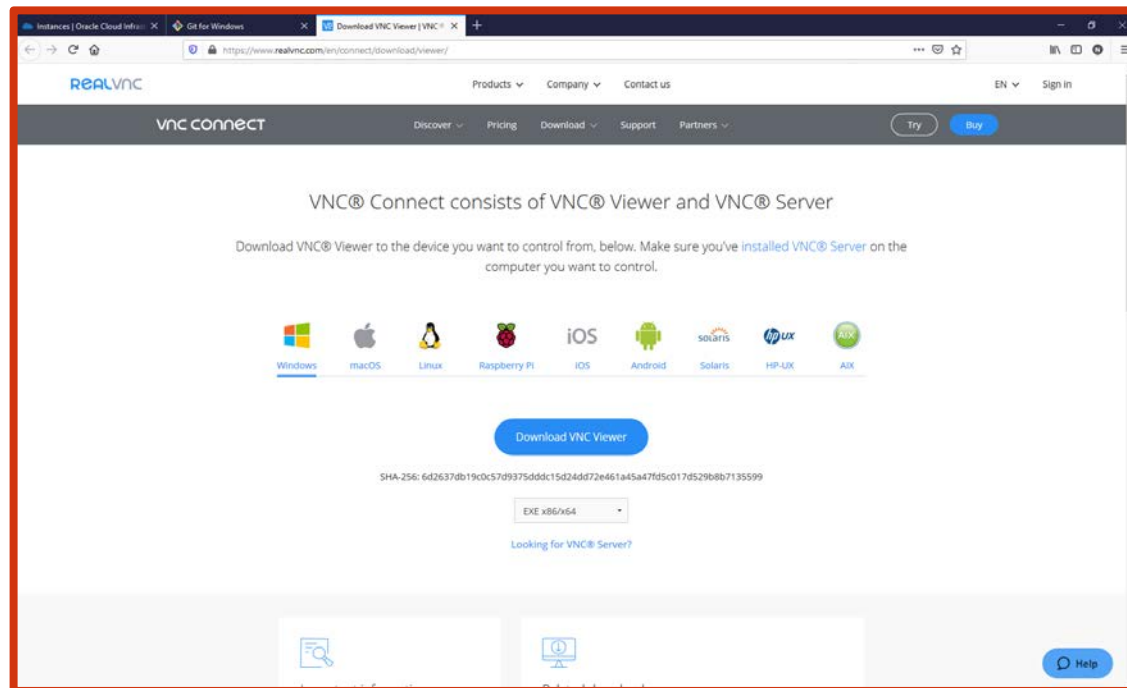 Instances | Oracle Cloud Infras
Git for Windows
Download VNC Viewer | VNC®
https://www.realvnc.com/en/connect/download/viewer/
REALVNC
Products
Company
Contact us
EN
Sign in
VNC CONNECT
Discover
Pricing
Download
Support
Partners
Try
Buy
VNC® Connect consists of VNC® Viewer and VNC® Server
Download VNC® Viewer to the device you want to control from, below. Make sure you've installed VNC® Server on the
computer you want to control.
iOS
solaris
hp UX
AIX
Windows
macOS
Linux
Raspberry Pi
iOS
Android
Solaris
HP-UX
AIX
Download VNC Viewer
SHA-256: 6d2637db19c0c57d9375dddc15d24dd72e461a45a47fd5c017d529b8b7135599
EXE x86/x64
Looking for VNC® Server?
Help